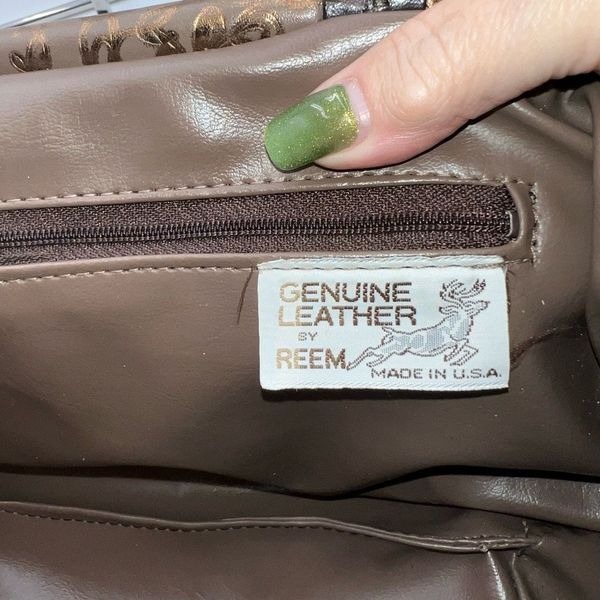 GENUINE
LEATHER
BY
REEM
MADE IN U.S.A.